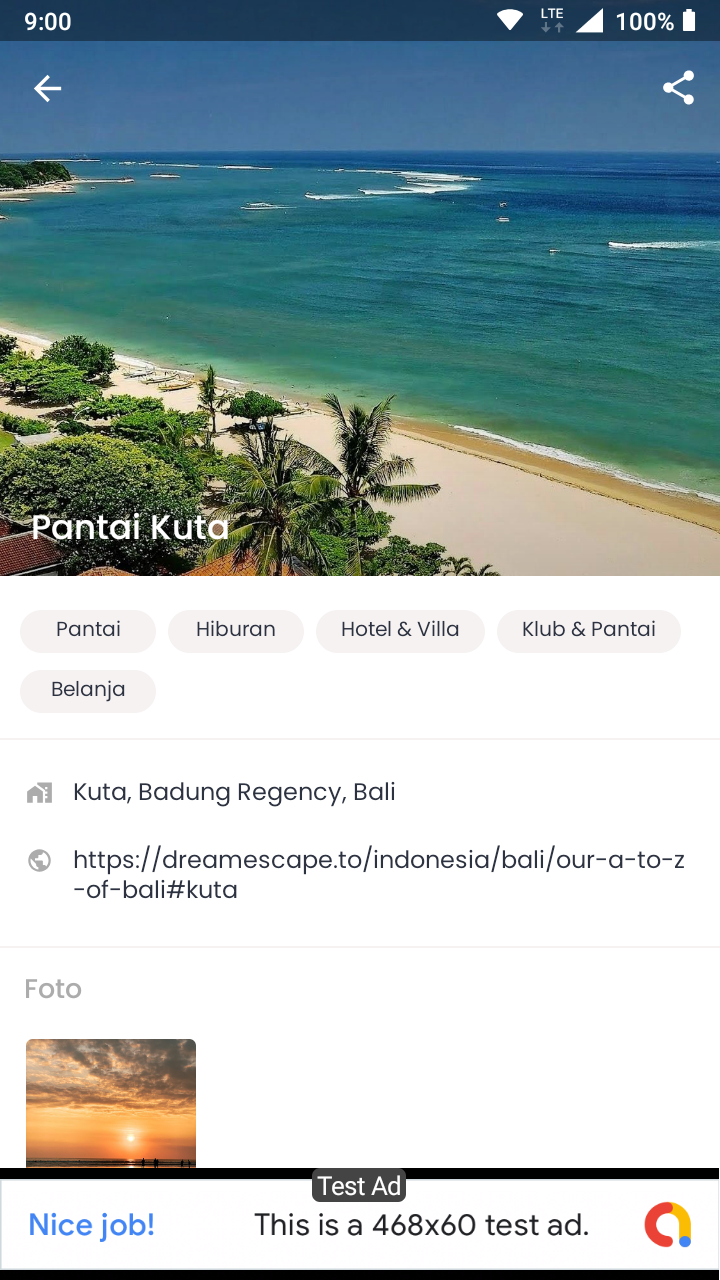 9:00
LTE
100%
Pantai Kuta
Pantai
Hiburan
Hotel & Villa
Klub & Pantai
Belanja
Kuta, Badung Regency, Bali
https://dreamescape.to/indonesia/bali/our-a-to-z
-of-bali#kuta
Foto
Test Ad
Nice job!
This is a 468x60 test ad.